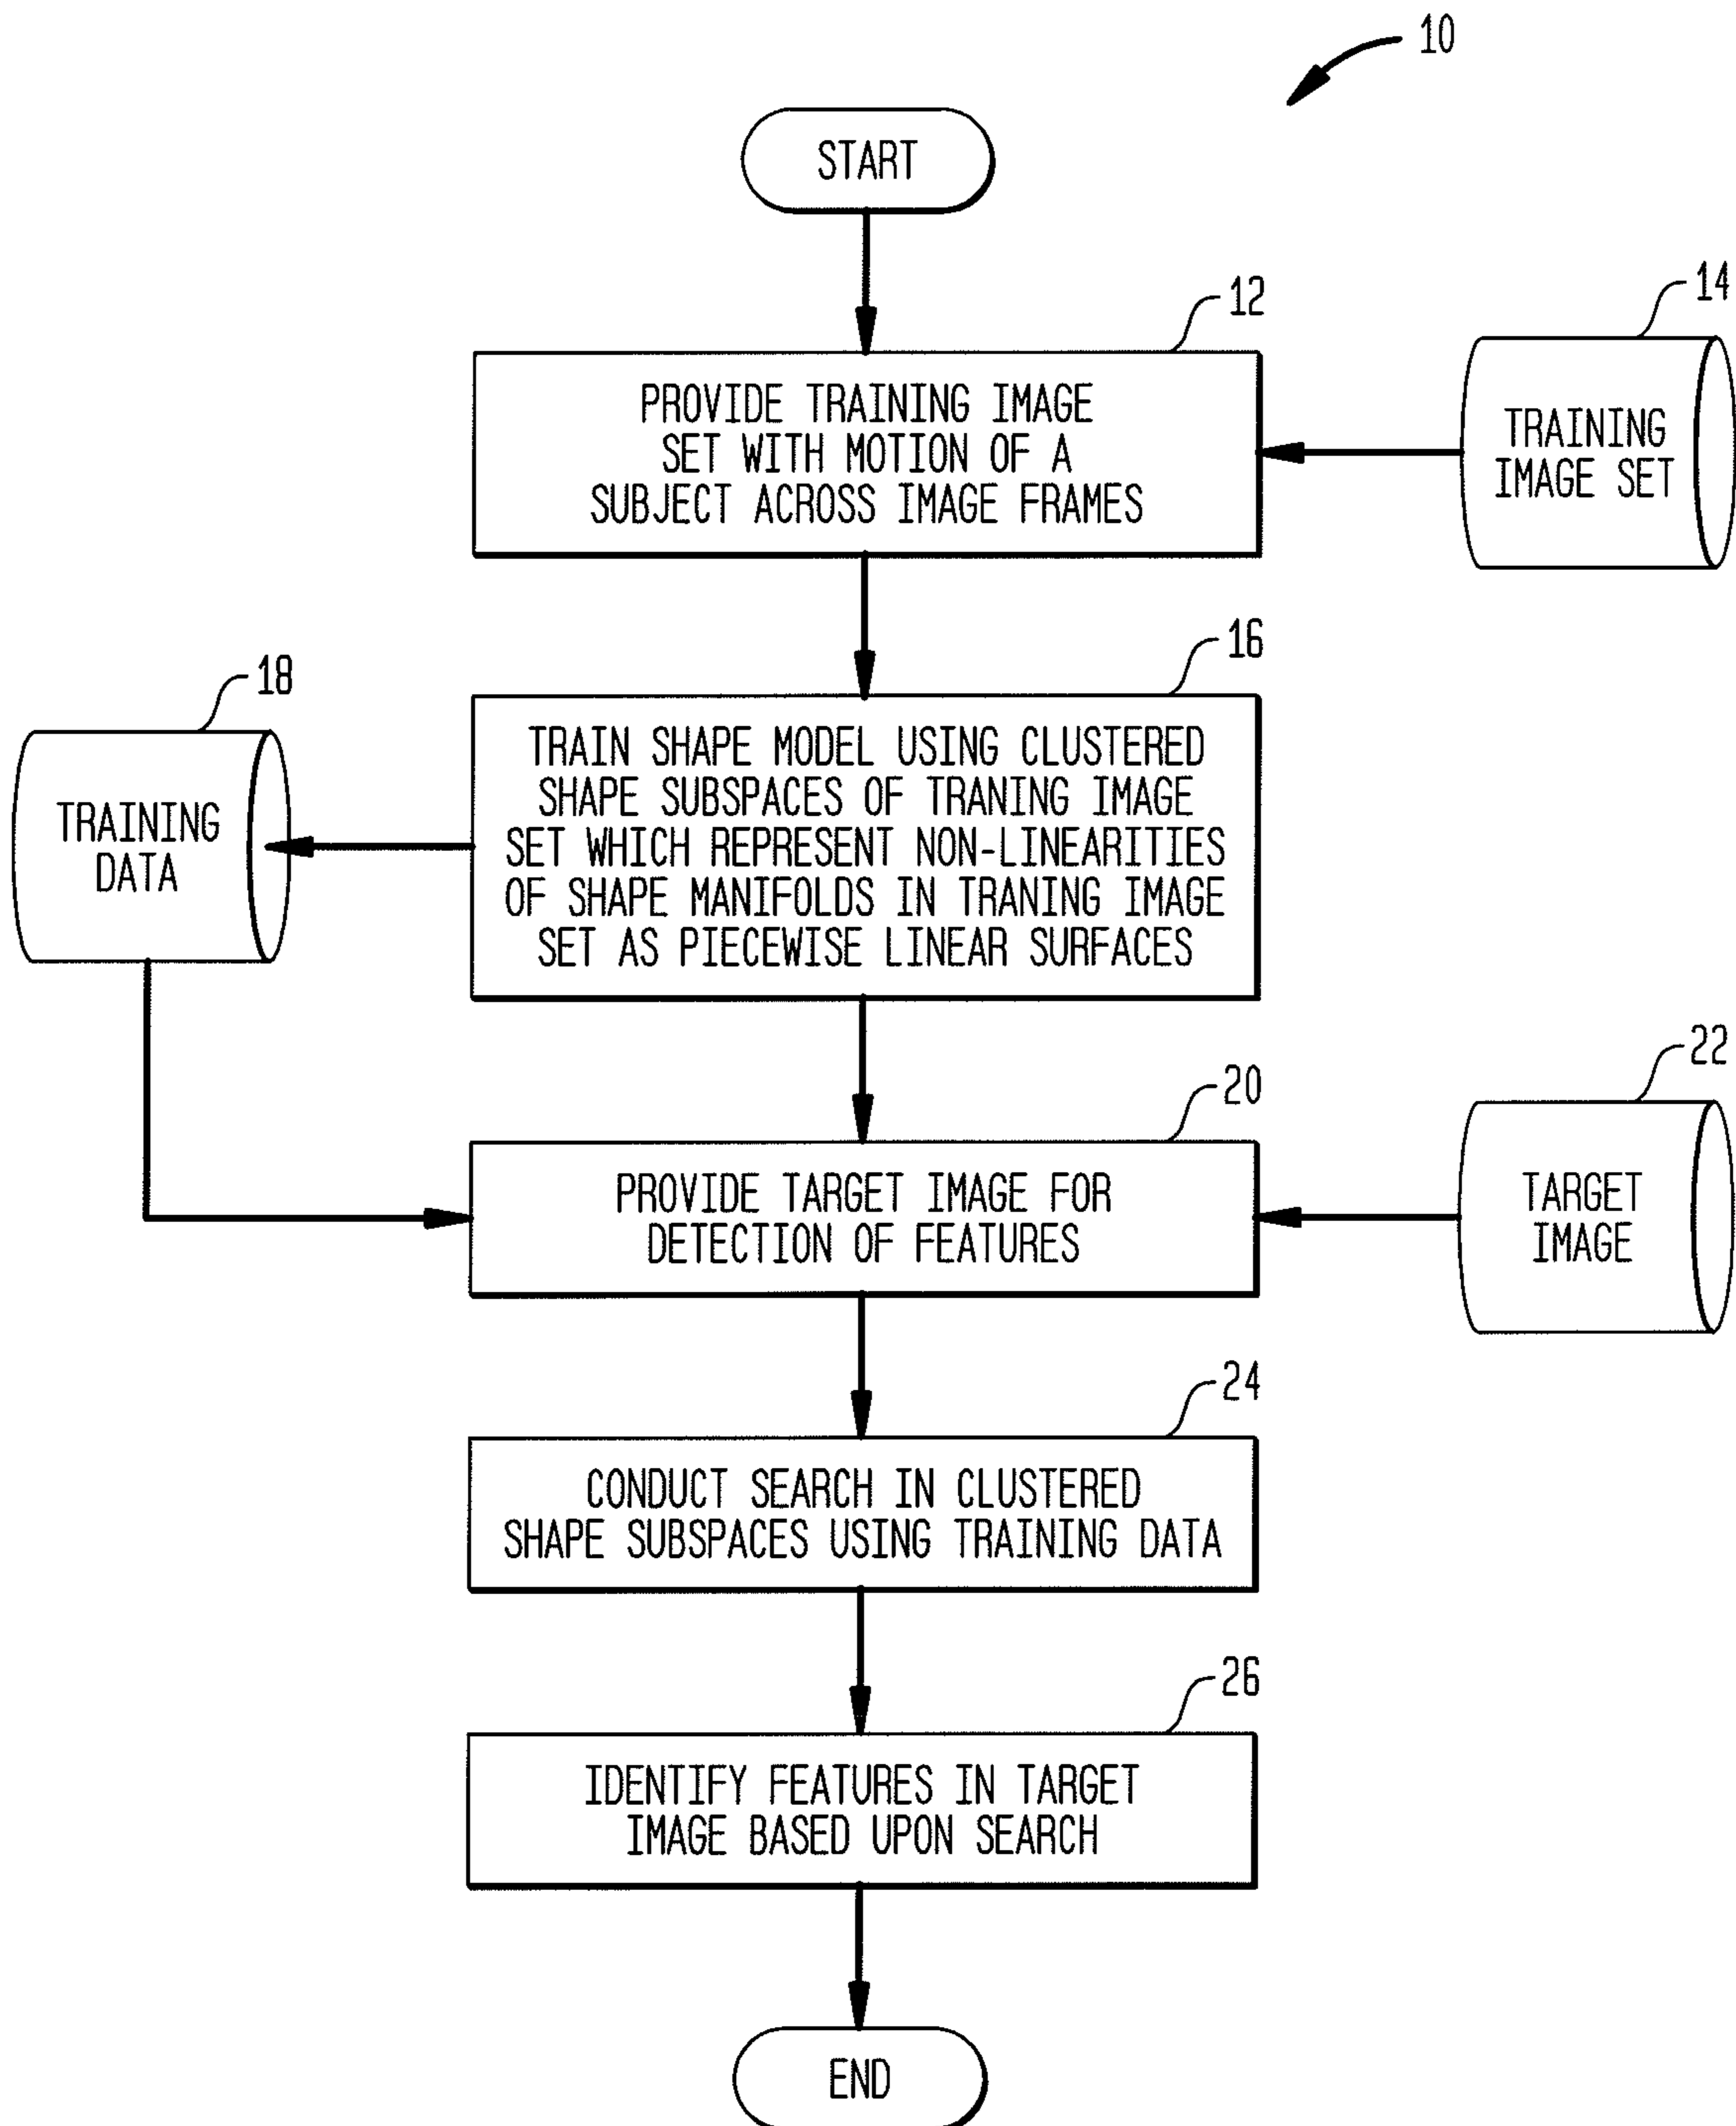 10
START
12
PROVIDE TRAINING IMAGE
SET WITH MOTION OF A
SUBJECT ACROSS IMAGE FRAMES
14
TRAINING
IMAGE SET
16
TRAIN SHAPE MODEL USING CLUSTERED
SHAPE SUBSPACES OF TRANING IMAGE
SET WHICH REPRESENT NON-LINEARITIES
OF SHAPE MANIFOLDS IN TRANING IMAGE
SET AS PIECEWISE LINEAR SURFACES
18
TRAINING
DATA
20
PROVIDE TARGET IMAGE FOR
DETECTION OF FEATURES
22
TARGET
IMAGE
24
CONDUCT SEARCH IN CLUSTERED
SHAPE SUBSPACES USING TRAINING DATA
26
IDENTIFY FEATURES IN TARGET
IMAGE BASED UPON SEARCH
END